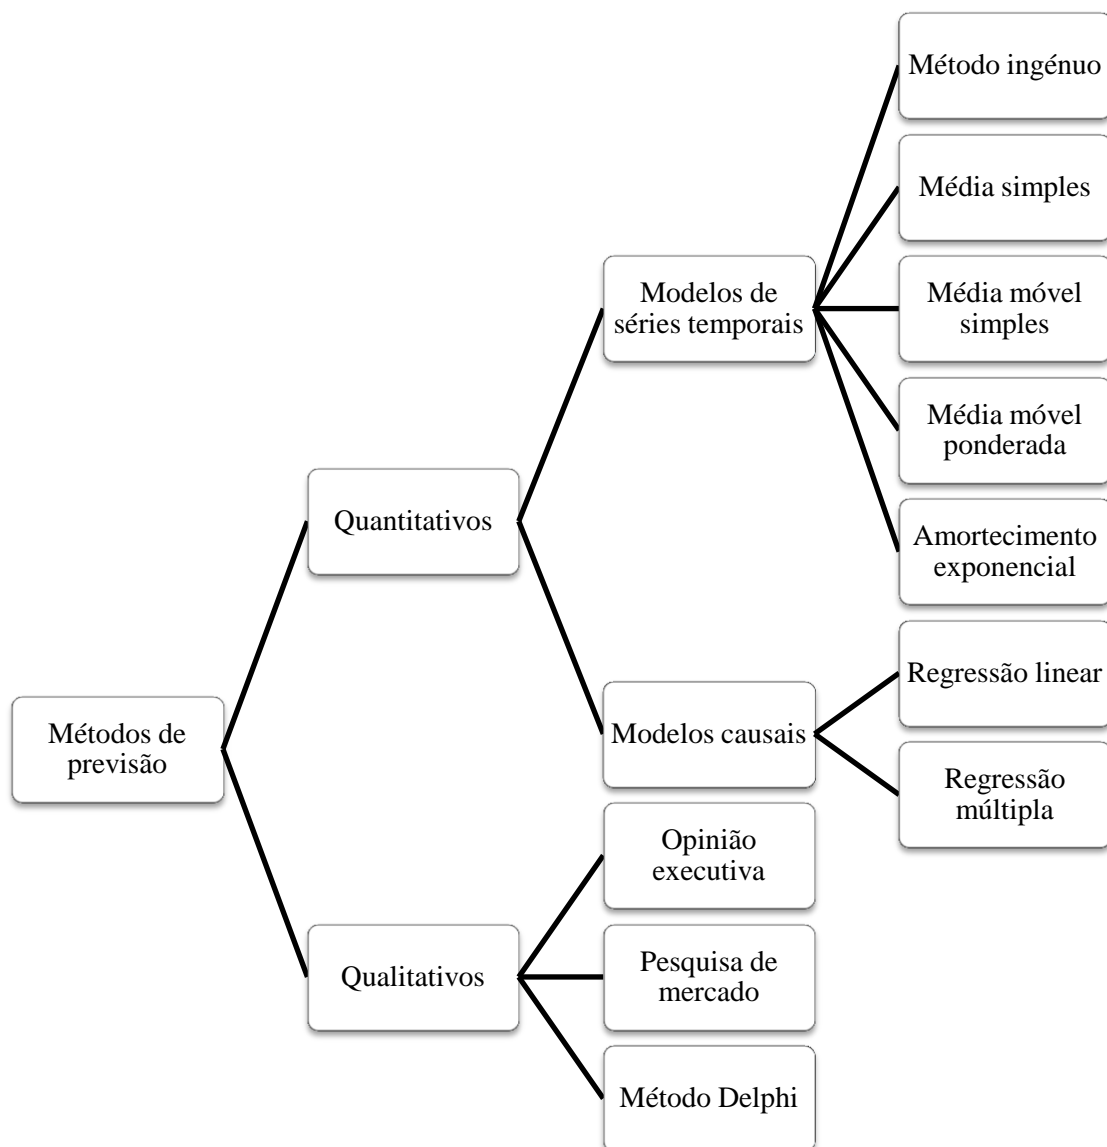 Método ingénuo
Média simples
Modelos de
séries temporais
Média móvel
simples
Média móvel
ponderada
Quantitativos
Amortecimento
exponencial
Regressão linear
Métodos de
previsão
Modelos causais
Regressão
múltipla
Opinião
executiva
Qualitativos
Pesquisa de
mercado
Método Delphi